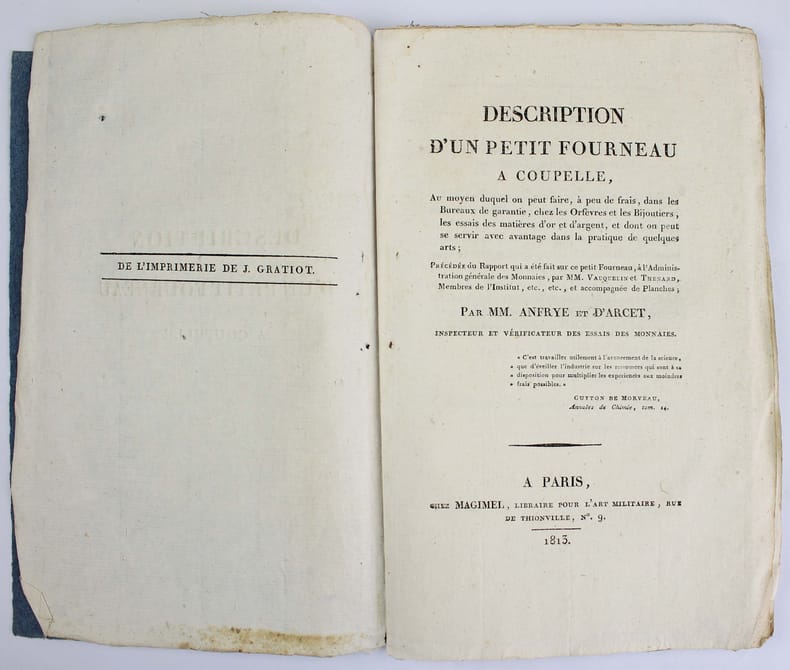 DE L'IMPRIMERIE DE J. GRATIOT.
DESCRIPTION
D'UN PETIT FOURNEAU
A COUPELLE,
Au moyen duquel on peut faire, à peu de frais, dans les
Bureaux de garantie, chez les Orfèvres et les Bijoutiers,
les essais des matières d'or et d'argent, et dont on peut
se servir avec avantage dans la pratique de quelques
arts;
Précédée du Rapport qui a été fait sur ce petit Fourneau, à l'Adminis-
tration générale des Monnaies, par MM. Vauquelin et Thenard,
Membres de l'Institut, etc., etc., et accompagnée de Planches;
Par MM. ANFRYE et D'ARCET,
INSPECTEUR ET VÉRIFICATEUR DES ESSAIS DES MONNAIES.
« C'est travailler utilement à l'avancement de la science,
« que d'éveiller l'industrie sur les ressources qui sont à sa
« disposition pour multiplier les expériences aux moindres
« frais possibles. »
GUYTON DE MORVEAU,
Annales de Chimie, tom. 14.
A PARIS,
CHEZ MAGIMEL, LIBRAIRE POUR L'ART MILITAIRE, RUE
DE THIONVILLE, N°. 9.
1813.